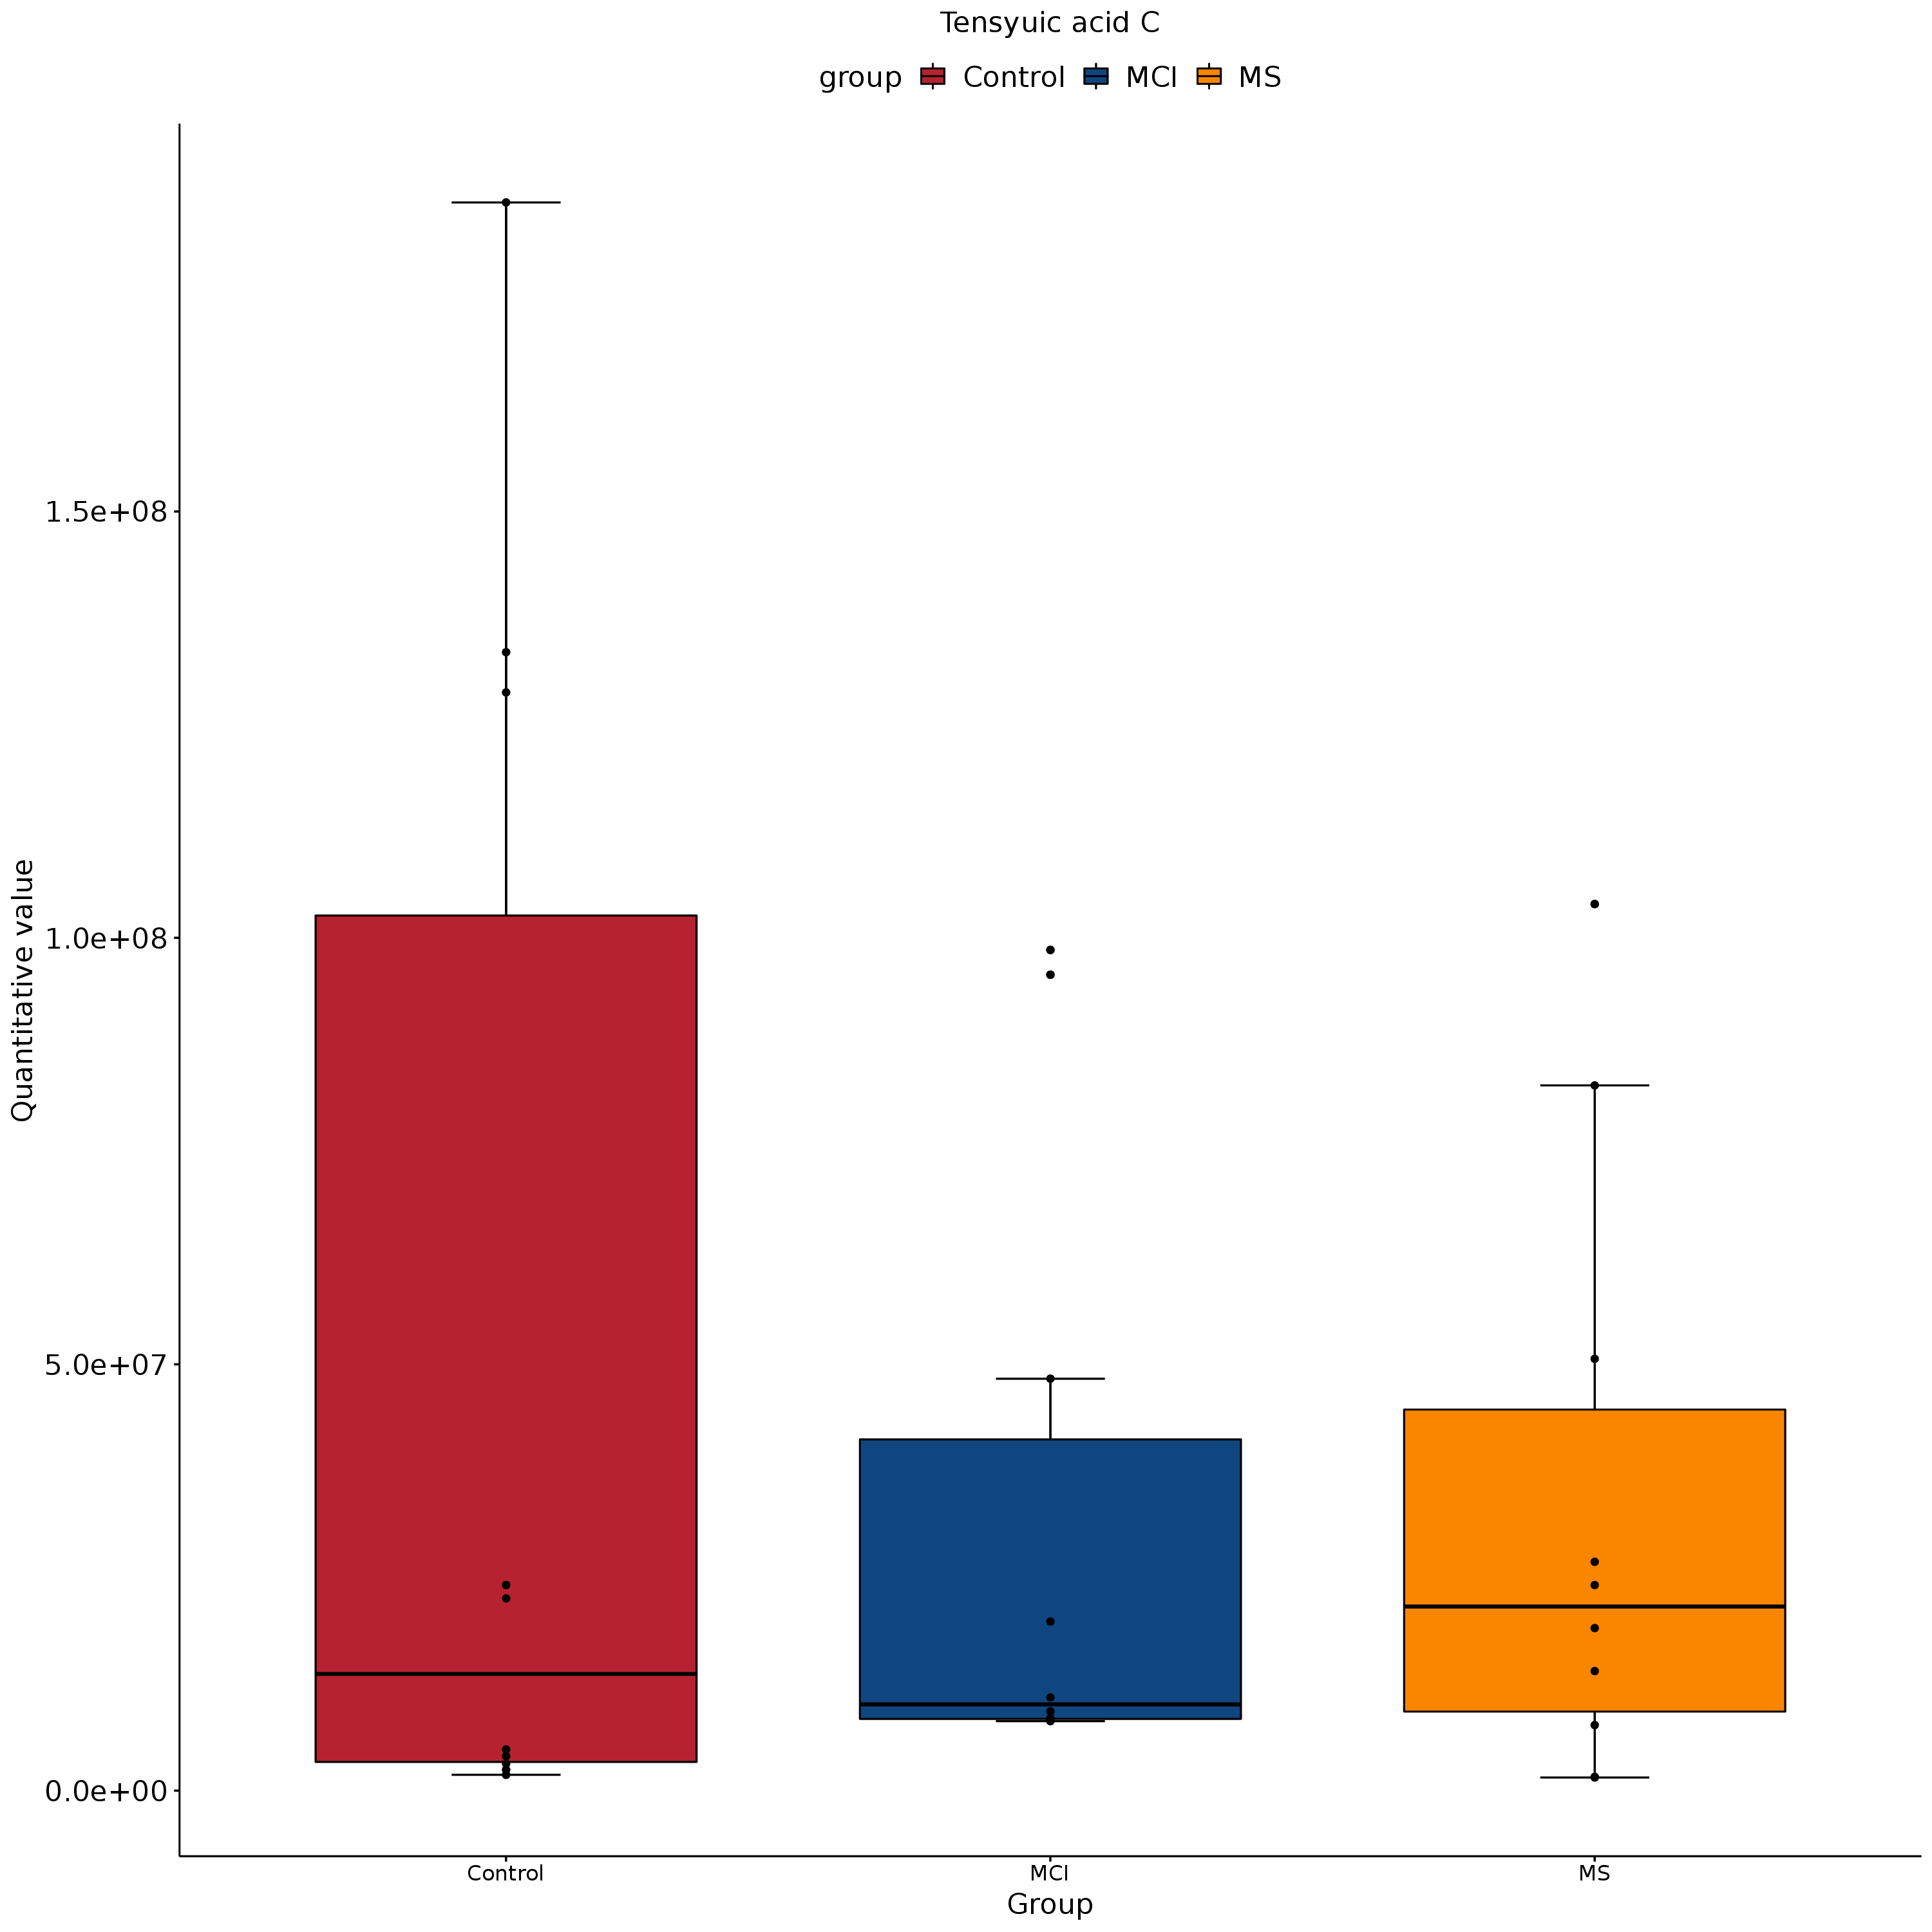 Tensyuic acid C
group Control MCI MS
Quantitative value
1.5e+08
1.0e+08
5.0e+07
0.0e+00
Control MCI MS
Group